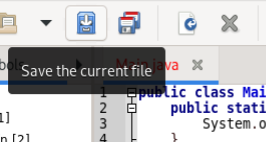 Save the current file
Main.java
1 public class Mai
2 public stati
3 System.o
4 }